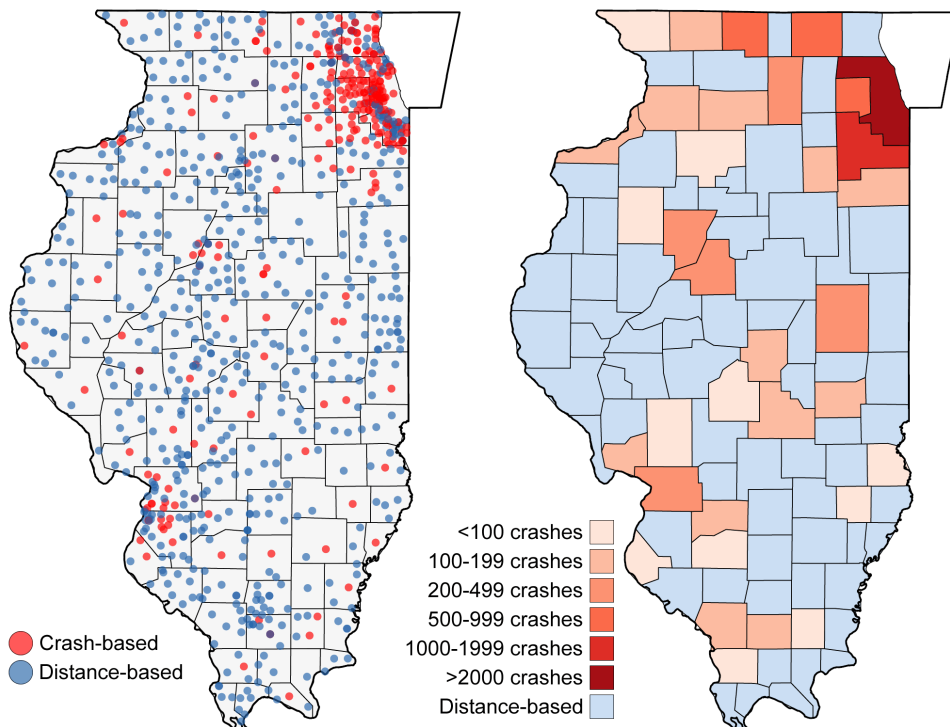 Crash-based
Distance-based
<100 crashes
100-199 crashes
200-499 crashes
500-999 crashes
1000-1999 crashes
>2000 crashes
Distance-based